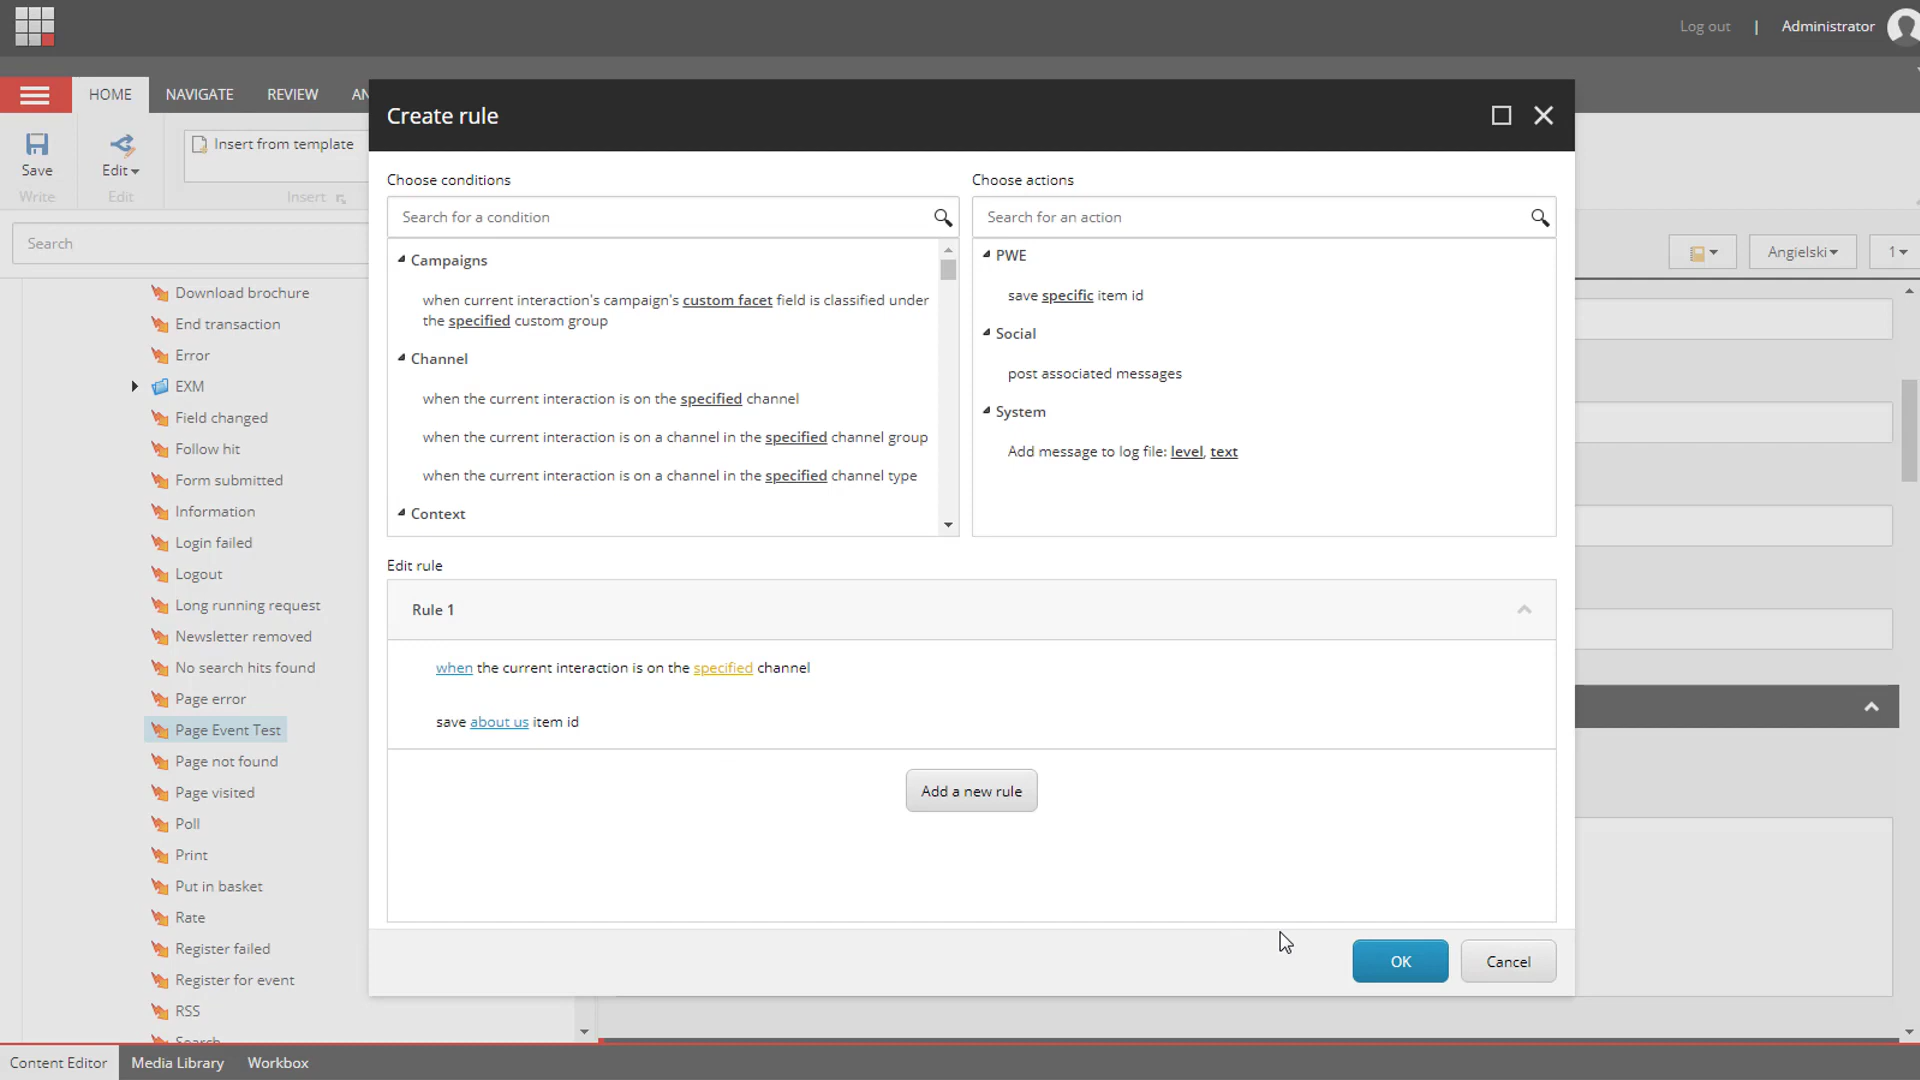 Log out | Administrator
HOME NAVIGATE REVIEW AN
Save
Write
Edit
Edit
Insert from template
Insert
Search
Angielski
1
Download brochure
End transaction
Error
EXM
Field changed
Follow hit
Form submitted
Information
Login failed
Logout
Long running request
Newsletter removed
No search hits found
Page error
Page Event Test
Page not found
Page visited
Poll
Print
Put in basket
Rate
Register failed
Register for event
RSS
Search
Create rule
Choose conditions
Search for a condition
Campaigns
when current interaction's campaign's custom facet field is classified under
the specified custom group
Channel
when the current interaction is on the specified channel
when the current interaction is on a channel in the specified channel group
when the current interaction is on a channel in the specified channel type
Context
Choose actions
Search for an action
PWE
save specific item id
Social
post associated messages
System
Add message to log file: level, text
Edit rule
Rule 1
when the current interaction is on the specified channel
save about us item id
Add a new rule
OK Cancel
Content Editor Media Library Workbox